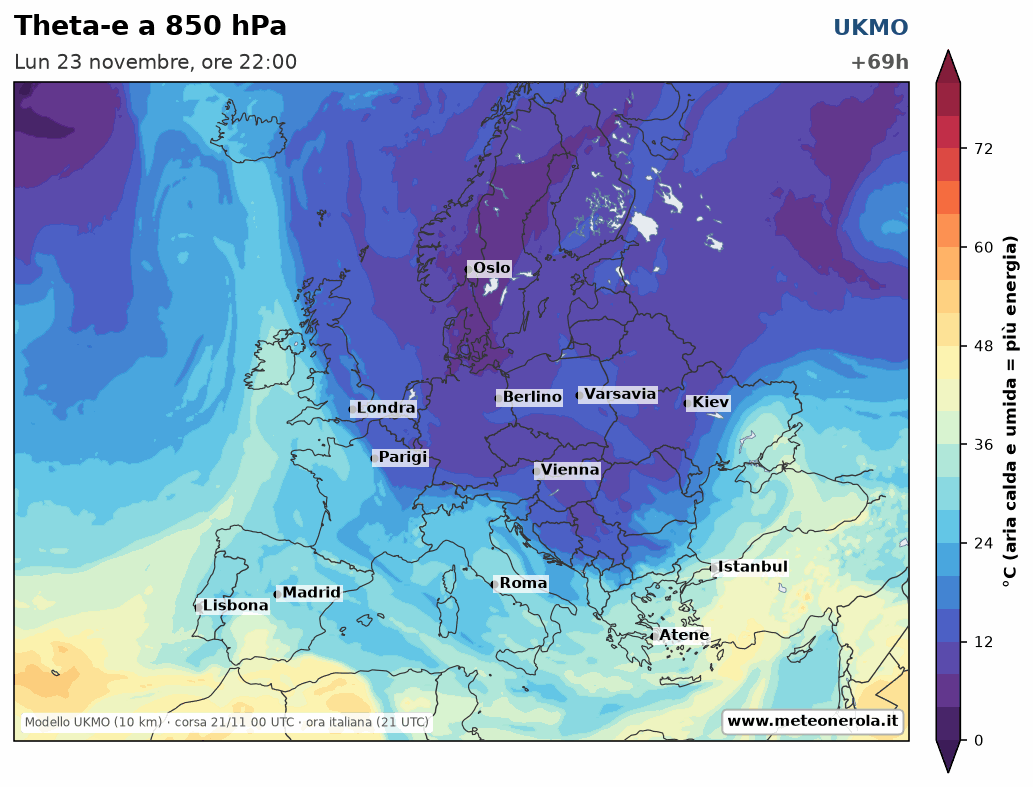 Theta-e a 850 hPa
UKMO
Lun 23 novembre, ore 22:00
+69h
Oslo
Berlino
Varsavia
Kiev
Londra
Parigi
Vienna
Istanbul
Roma
Madrid
Lisbona
Atene
Modello UKMO (10 km) · corsa 21/11 00 UTC · ora italiana (21 UTC)
www.meteonerola.it
72
60
48
36
24
12
0
°C (aria calda e umida = più energia)